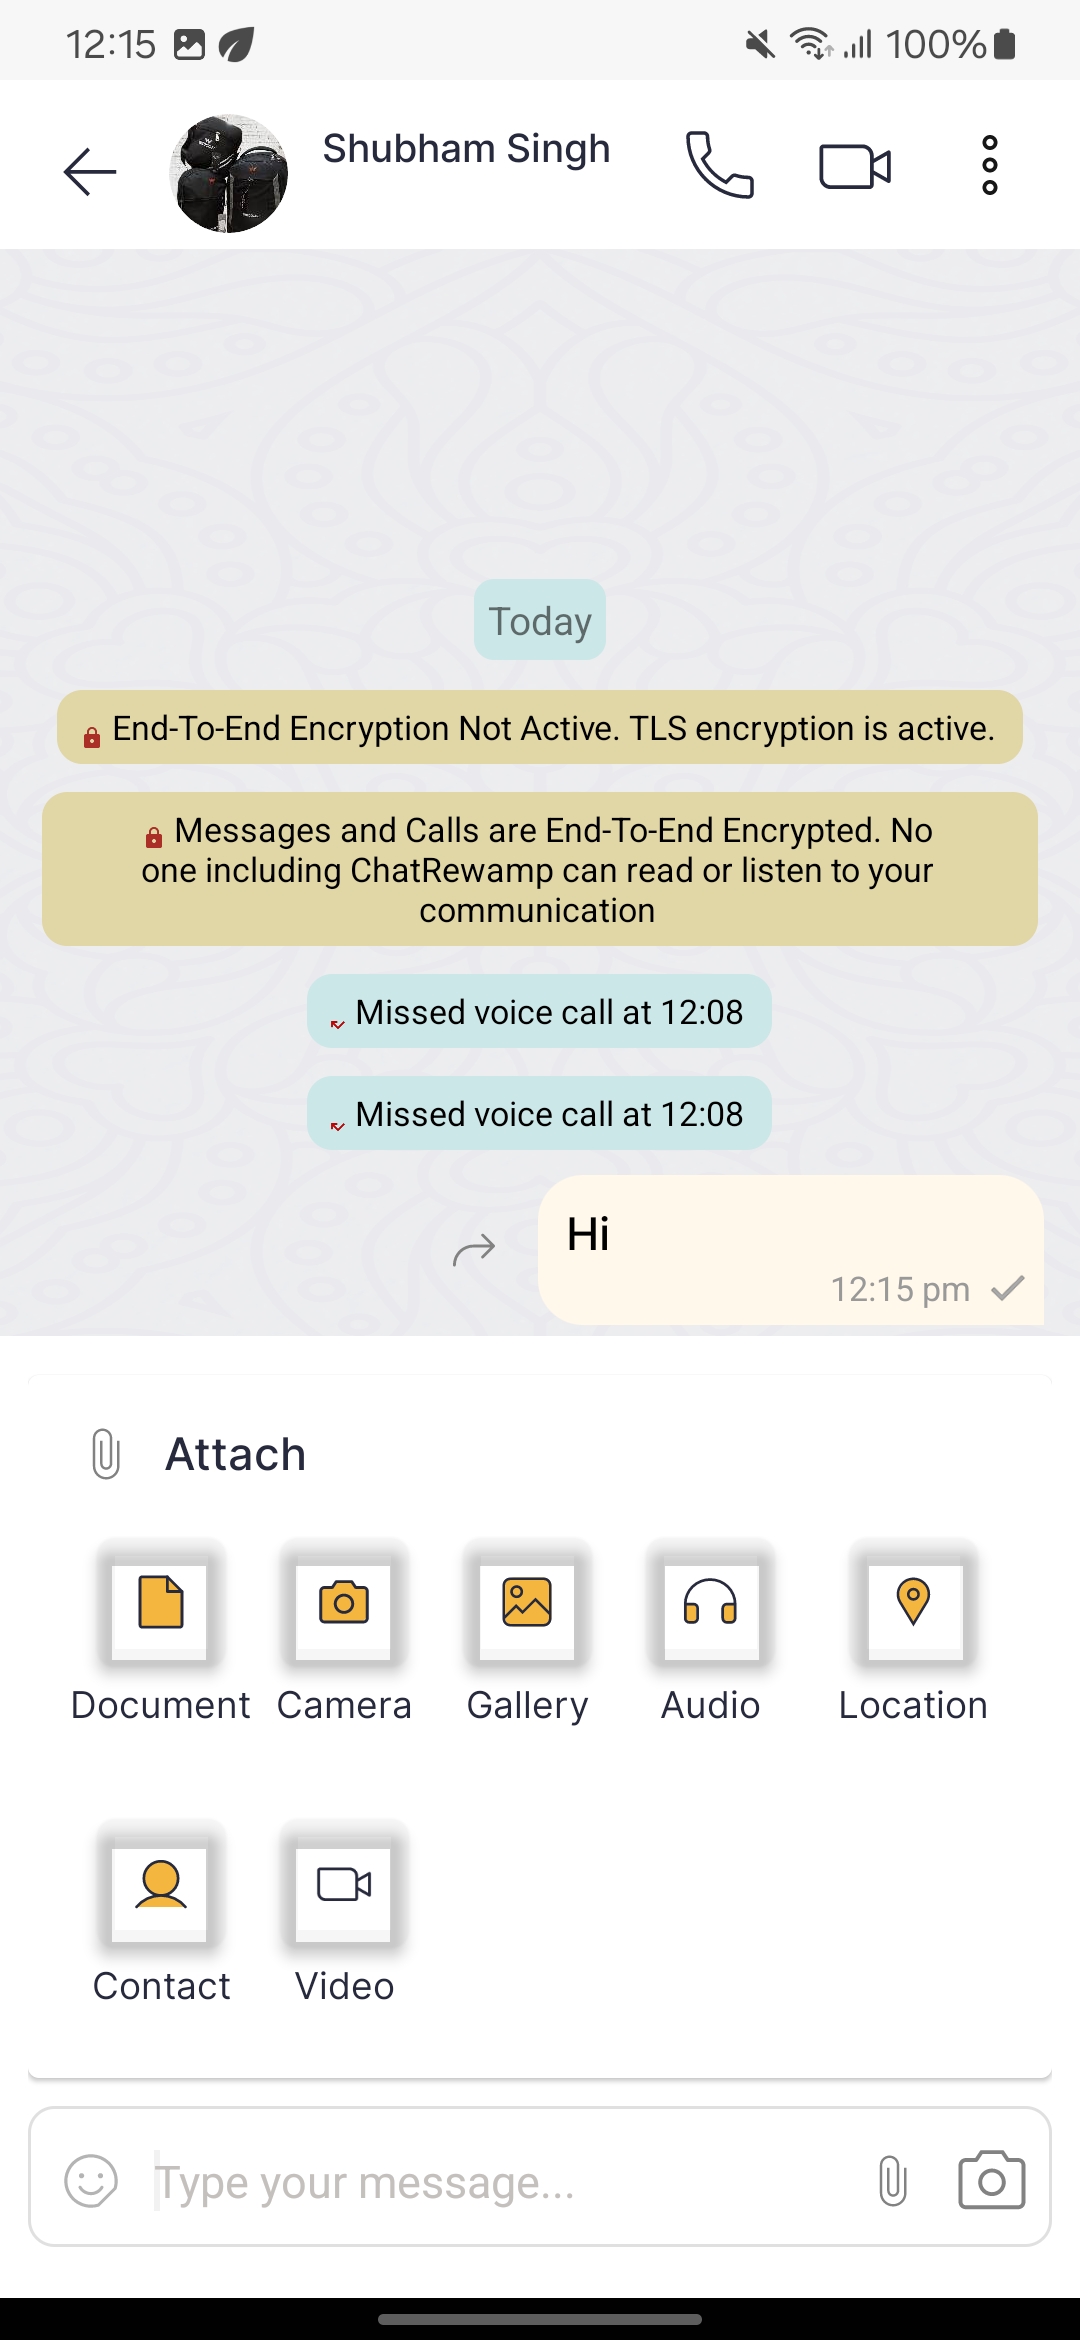 12:15 100%
Shubham Singh
Today
End-To-End Encryption Not Active. TLS encryption is active.
Messages and Calls are End-To-End Encrypted. No
one including ChatRewamp can read or listen to your
communication
Missed voice call at 12:08
Missed voice call at 12:08
Hi
12:15 pm
Attach
Document Camera Gallery Audio Location
Contact Video
Type your message...